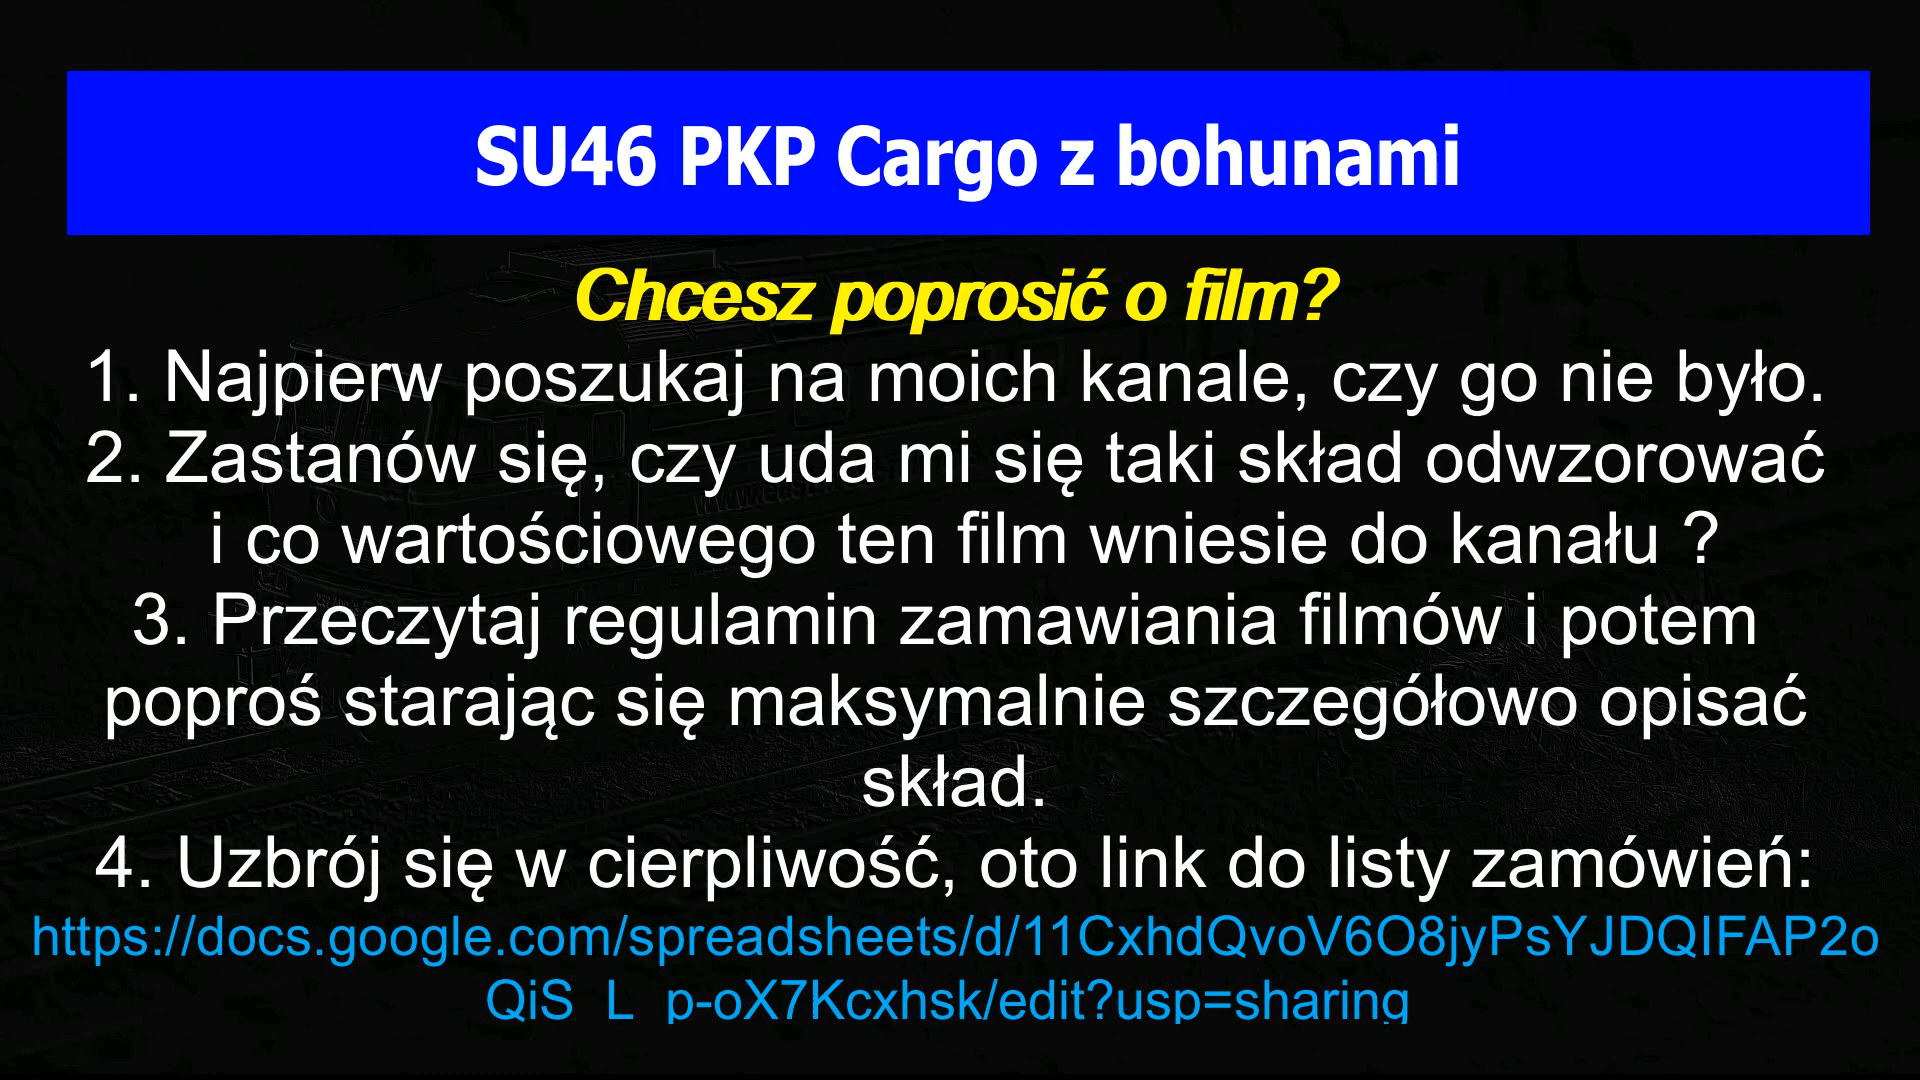 SU46 PKP Cargo z bohunami
Chcesz poprosić o film?
1. Najpierw poszukaj na moich kanale, czy go nie było.
2. Zastanów się, czy uda mi się taki skład odwzorować
i co wartościowego ten film wniesie do kanału ?
3. Przeczytaj regulamin zamawiania filmów i potem
poproś starając się maksymalnie szczegółowo opisać
skład.
4. Uzbrój się w cierpliwość, oto link do listy zamówień:
https://docs.google.com/spreadsheets/d/11CxhdQvoV6O8jyPsYJDQIFAP2o
QiS_L_p-oX7Kcxhsk/edit?usp=sharing